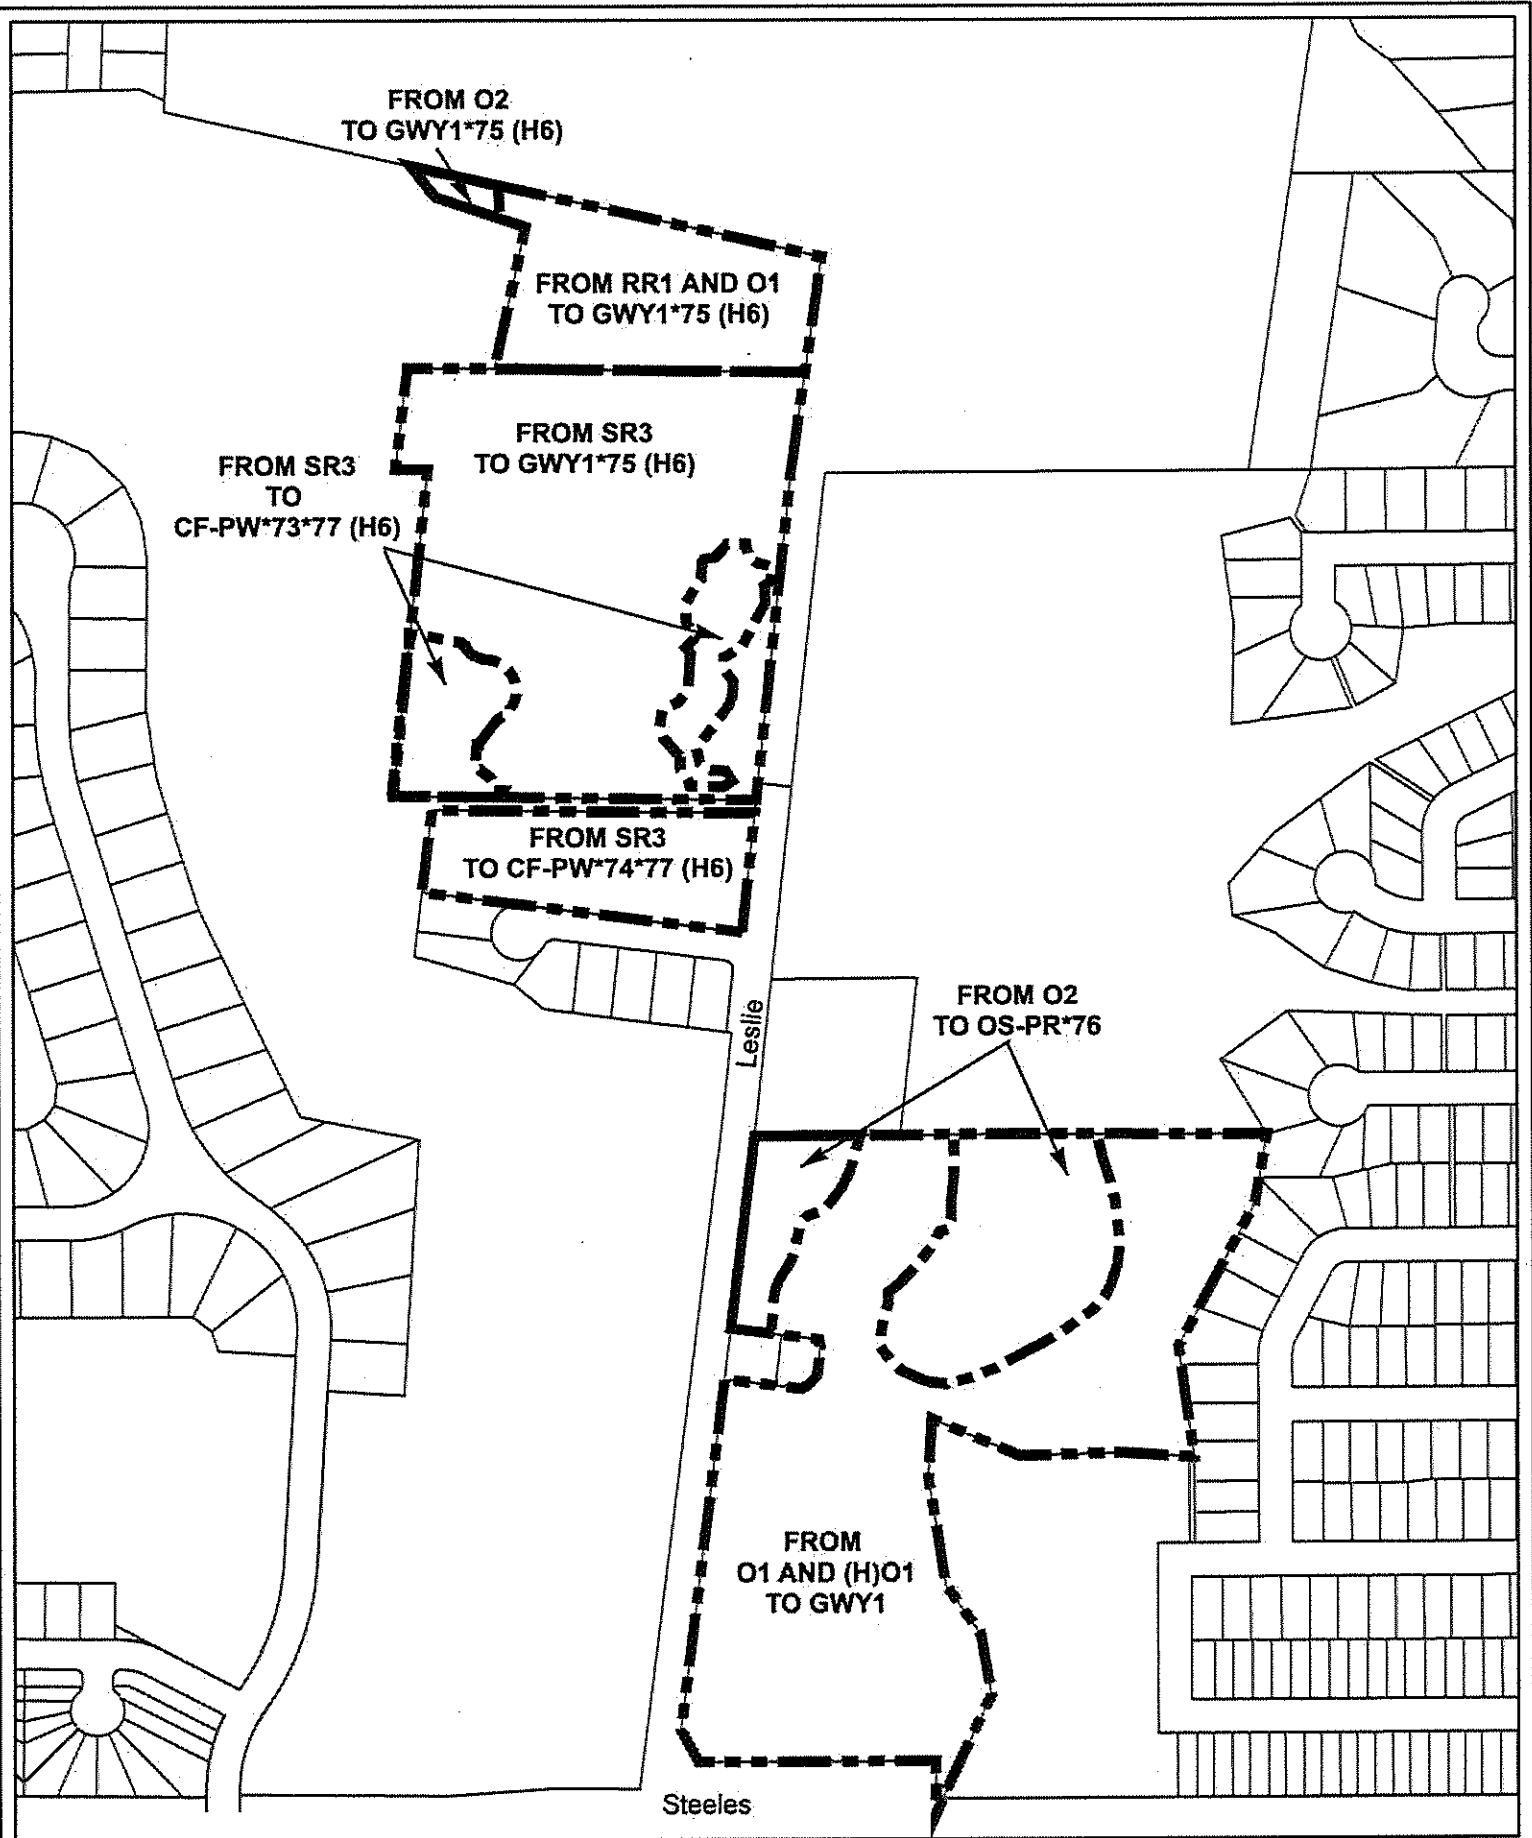 FROM O2
TO GWY1*75 (H6)
FROM RR1 AND O1
TO GWY1*75 (H6)
FROM SR3
TO GWY1*75 (H6)
FROM SR3
TO
CF-PW*73*77 (H6)
FROM SR3
TO CF-PW*74*77 (H6)
Leslie
FROM O2
TO OS-PR*76
FROM
O1 AND (H)O1
TO GWY1
Steeles